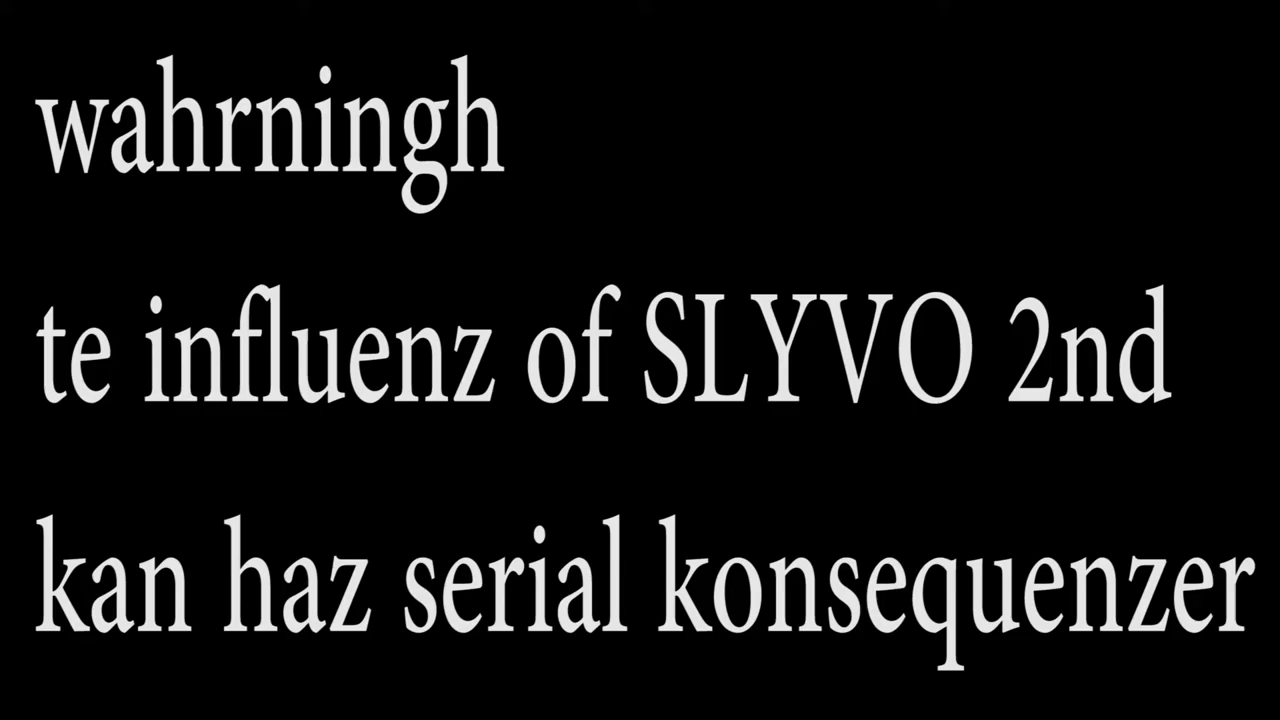 wahrningh
te influenz of SLYVO 2nd
kan haz serial konsequenzer